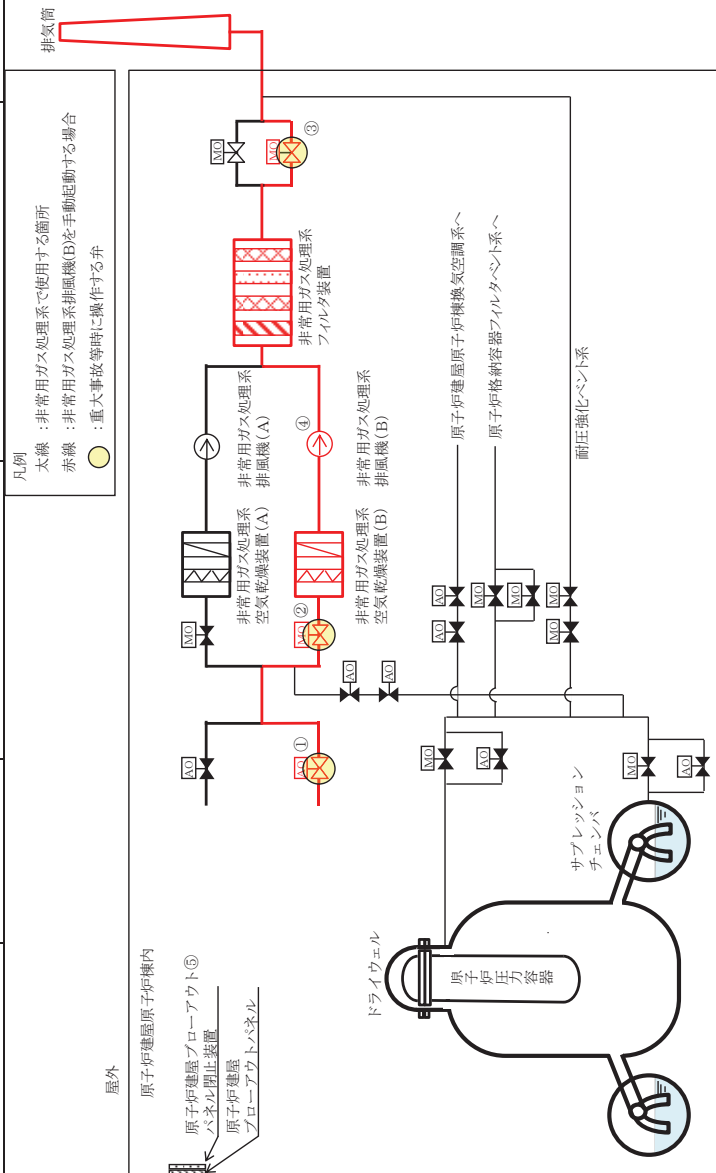 排気筒
凡例
太線 :非常用ガス処理系で使用する箇所
赤線 :非常用ガス処理系排風機(B)を手動起動する場合
:重大事故等時に操作する弁
屋外
原子炉建屋原子炉棟内
原子炉建屋ブローアウト⑤
パネル閉止装置
原子炉建屋
ブローアウトパネル
AO
AO
①
MO
MO
②
非常用ガス処理系
空気乾燥装置(A)
非常用ガス処理系
空気乾燥装置(B)
非常用ガス処理系
排風機(A)
④
非常用ガス処理系
排風機(B)
非常用ガス処理系
フィルタ装置
MO
MO
③
AO
AO
AO
AO
原子炉建屋原子炉棟換気空調系へ
MO
MO
原子炉格納容器フィルタベント系へ
MO
MO
耐圧強化ベント系
MO
AO
MO
AO
ドライウェル
原子炉圧力容器
サプレッション
チェンバ